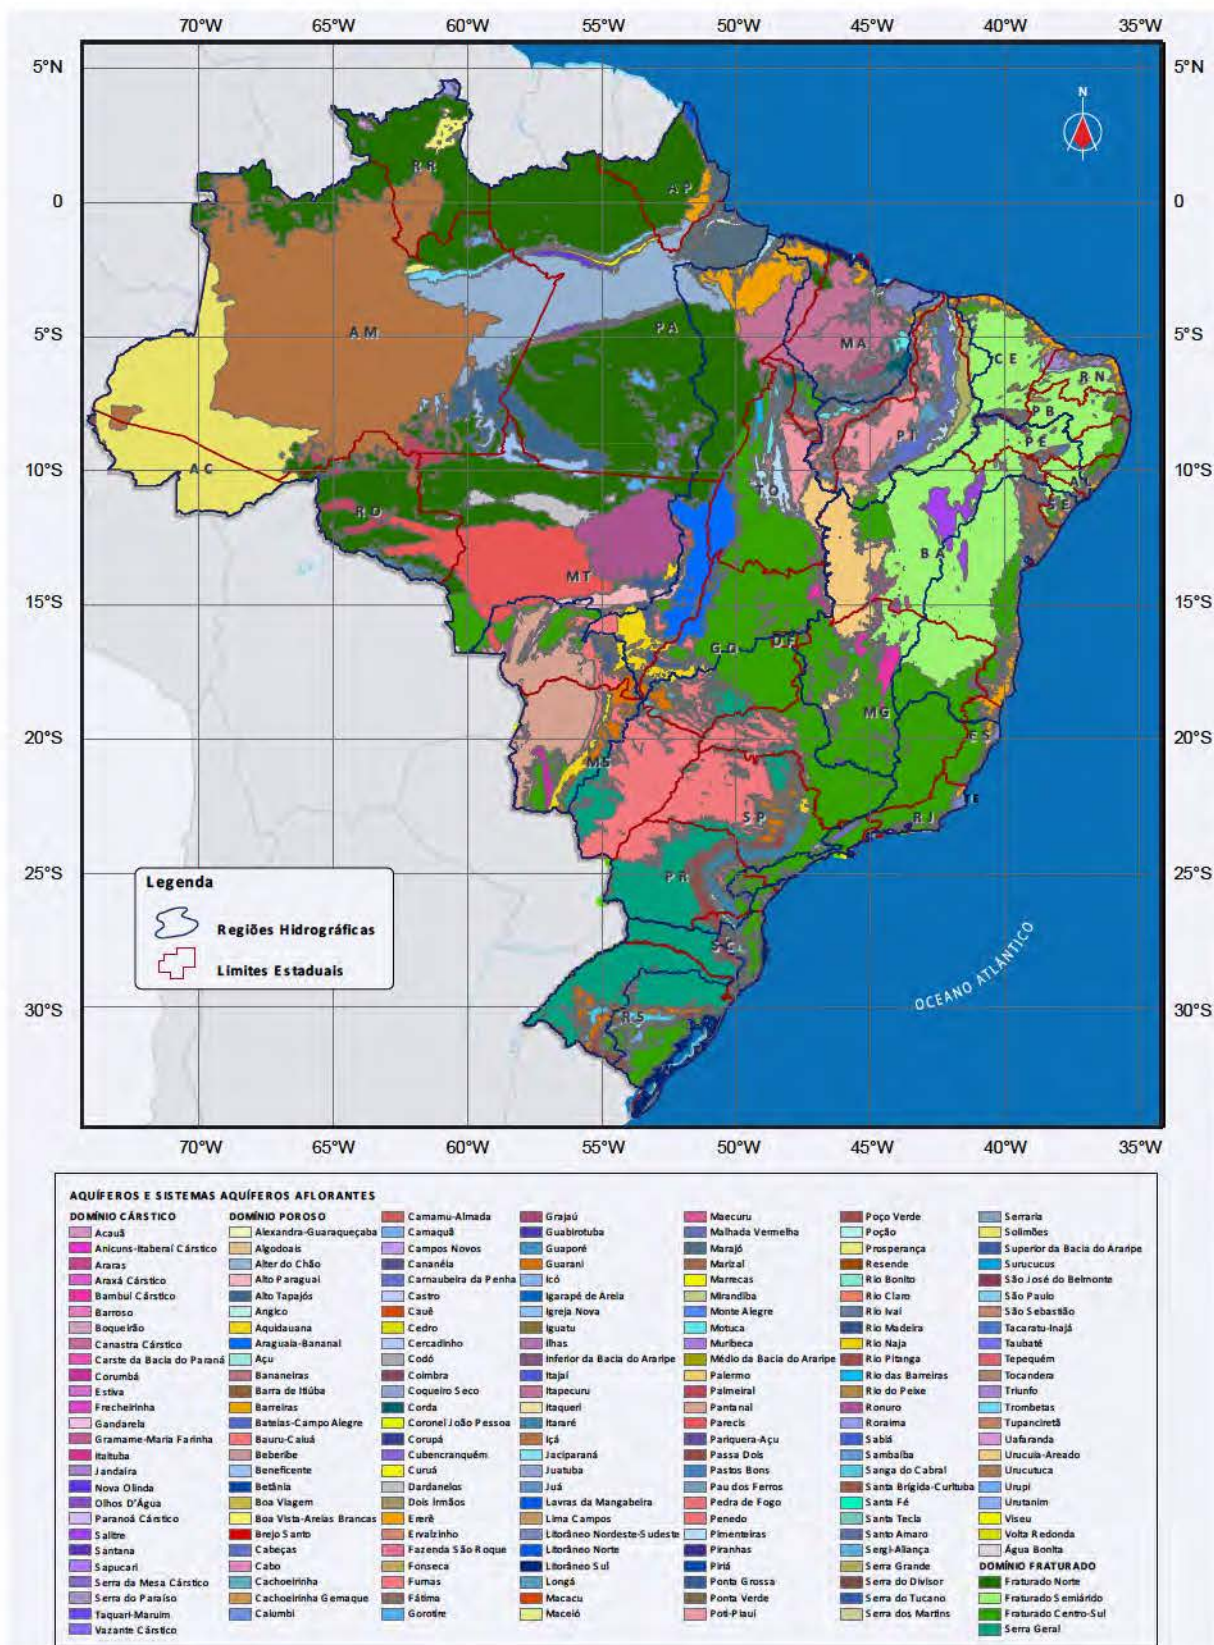 70°W 65°W 60°W 55°W 50°W 45°W 40°W 35°W
5°N 5°N
N
RR
AP
0 0
AM
PA
MA
5°S 5°S
CE
RN
PB
PI
PE
AC
10°S 10°S
TO
AL
SE
RO
BA
MT
15°S 15°S
GO
DF
MG
ES
20°S 20°S
MS
TE
SP
RJ
25°S 25°S
PR
SC
30°S 30°S
RS
Legenda
Regiões Hidrográficas
Limites Estaduais
OCEANO ATLÂNTICO
70°W 65°W 60°W 55°W 50°W 45°W 40°W 35°W
AQUÍFEROS E SISTEMAS AQUÍFEROS AFLORANTES
DOMÍNIO CÁRSTICO
Acauã
Anicuns-Itaberaí Cárstico
Araras
Araxá Cárstico
Bambuí Cárstico
Barroso
Boqueirão
Canastra Cárstico
Carste da Bacia do Paraná
Corumbá
Estiva
Frecheirinha
Gandarela
Gramame-Maria Farinha
Itaituba
Jandaíra
Nova Olinda
Olhos D'Água
Paranoá Cárstico
Salitre
Santana
Sapucari
Serra da Mesa Cárstico
Serra do Paraíso
Taquari-Maruim
Vazante Cárstico
DOMÍNIO POROSO
Alexandra-Guaraqueçaba
Algodoais
Alter do Chão
Alto Paraguai
Alto Tapajós
Angico
Aquidauana
Araguaia-Bananal
Açu
Bananeiras
Barra de Itiúba
Barreiras
Bateias-Campo Alegre
Bauru-Caiuá
Beberibe
Beneficente
Betânia
Boa Viagem
Boa Vista-Areias Brancas
Brejo Santo
Cabeças
Cabo
Cachoeirinha
Cachoeirinha Gemaque
Calumbi
Camamu-Almada
Camaquã
Campos Novos
Cananéia
Carnaubeira da Penha
Castro
Cauê
Cedro
Cercadinho
Codó
Coimbra
Coqueiro Seco
Corda
Coronel João Pessoa
Corupá
Cubencranquém
Curuá
Dardanelos
Dois Irmãos
Ererê
Ervalzinho
Fazenda São Roque
Fonseca
Furnas
Fátima
Gorotire
Grajaú
Guabirotuba
Guaporé
Guarani
Icó
Igarapé de Areia
Igreja Nova
Iguatu
Ilhas
Inferior da Bacia do Araripe
Itajaí
Itapecuru
Itaqueri
Itararé
Içá
Jaciparaná
Juatuba
Juá
Lavras da Mangabeira
Lima Campos
Litorâneo Nordeste-Sudeste
Litorâneo Norte
Litorâneo Sul
Longá
Macacu
Maceió
Maecuru
Malhada Vermelha
Marajó
Marizal
Marrecas
Mirandiba
Monte Alegre
Motuca
Muribeca
Médio da Bacia do Araripe
Palermo
Palmeiral
Pantanal
Parecis
Pariquera-Açu
Passa Dois
Pastos Bons
Pau dos Ferros
Pedra de Fogo
Penedo
Pimenteiras
Piranhas
Piriá
Ponta Grossa
Ponta Verde
Poti-Piauí
Poço Verde
Poção
Prosperança
Resende
Rio Bonito
Rio Claro
Rio Ivaí
Rio Madeira
Rio Naja
Rio Pitanga
Rio das Barreiras
Rio do Peixe
Ronuro
Roraima
Sabiá
Sambaíba
Sanga do Cabral
Santa Brígida-Curituba
Santa Fé
Santa Tecla
Santo Amaro
Sergi-Aliança
Serra Grande
Serra do Divisor
Serra do Tucano
Serra dos Martins
Serraria
Solimões
Superior da Bacia do Araripe
Surucucus
São José do Belmonte
São Paulo
São Sebastião
Tacaratu-Inajá
Taubaté
Tepequém
Tocandera
Triunfo
Trombetas
Tupanciretã
Uafaranda
Urucuia-Areado
Urucutuca
Urupi
Urutanim
Viseu
Volta Redonda
Água Bonita
DOMÍNIO FRATURADO
Fraturado Norte
Fraturado Semiárido
Fraturado Centro-Sul
Serra Geral